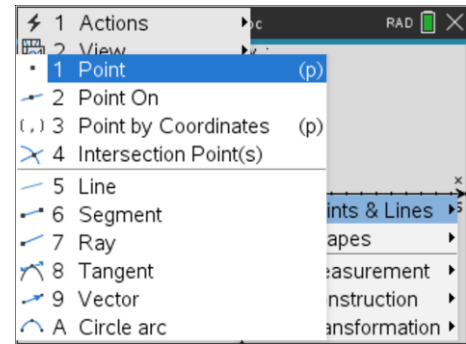 1 Actions
RAD
2 View
1 Point (p)
2 Point On
3 Point by Coordinates (p)
4 Intersection Point(s)
5 Line
6 Segment
7 Ray
8 Tangent
9 Vector
A Circle arc
x
ints & Lines
apes
easurement
nstruction
ansformation